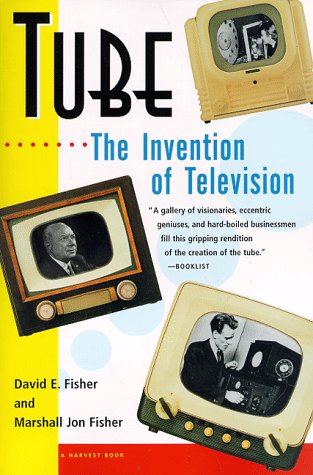 TUBE
The Invention
of Television
“A gallery of visionaries, eccentric
geniuses, and hard-boiled businessmen
fill this gripping rendition
of the creation of the tube.”
—BOOKLIST
David E. Fisher
and
Marshall Jon Fisher
A HARVEST BOOK